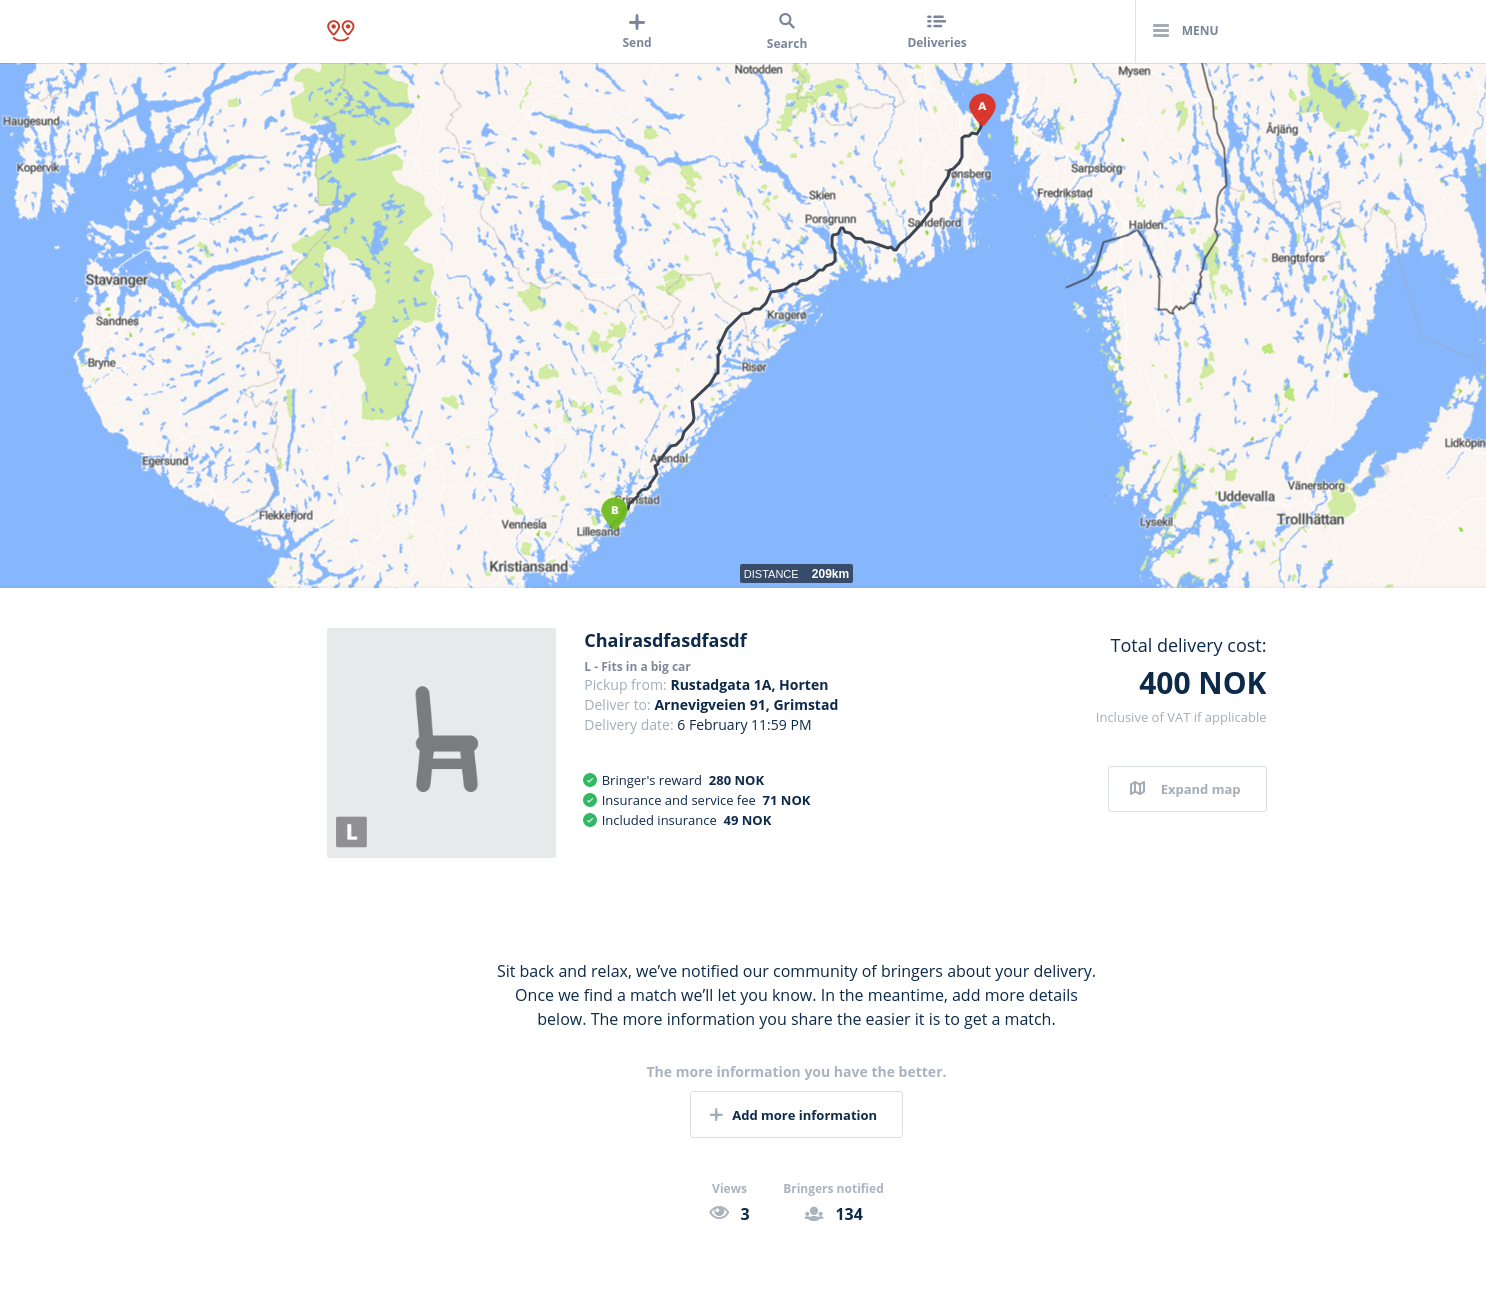 Send
Search
Deliveries
MENU
Notodden
Mysen
A
Haugesund
Årjäng
Kopervik
Sarpsborg
Tønsberg
Skien
Fredrikstad
Porsgrunn
Sandefjord
Halden
Bengtsfors
Stavanger
Sandnes
Kragerø
Bryne
Risør
Lidköpin
Egersund
Arendal
Vänersborg
Uddevalla
Grimstad
B
Flekkefjord
Vennesla
Lillesand
Lysekil
Trollhättan
Kristiansand
DISTANCE 209km
Chairasdfasdfasdf
L - Fits in a big car
Pickup from: Rustadgata 1A, Horten
Deliver to: Arnevigveien 91, Grimstad
Delivery date: 6 February 11:59 PM
Total delivery cost:
400 NOK
Inclusive of VAT if applicable
Bringer's reward 280 NOK
Insurance and service fee 71 NOK
Included insurance 49 NOK
Expand map
L
Sit back and relax, we’ve notified our community of bringers about your delivery.
Once we find a match we’ll let you know. In the meantime, add more details
below. The more information you share the easier it is to get a match.
The more information you have the better.
Add more information
Views
Bringers notified
3
134